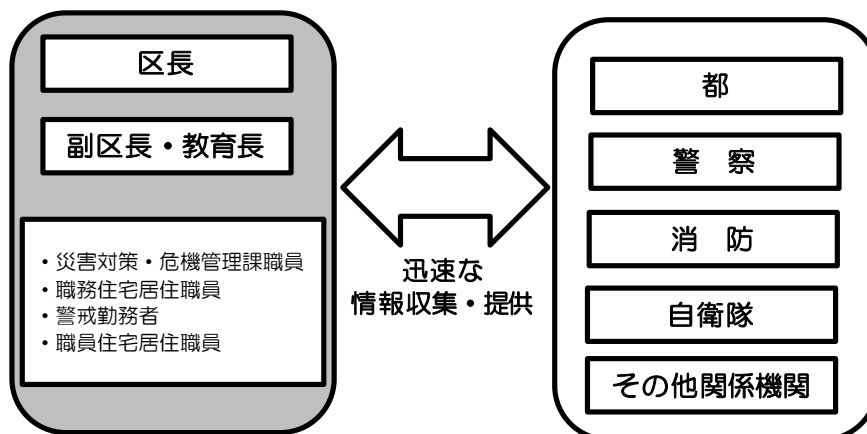 区長
副区長・教育長
・災害対策・危機管理課職員
・職務住宅居住職員
・警戒勤務者
・職員住宅居住職員
迅速な
情報収集・提供
都
警　察
消　防
自衛隊
その他関係機関